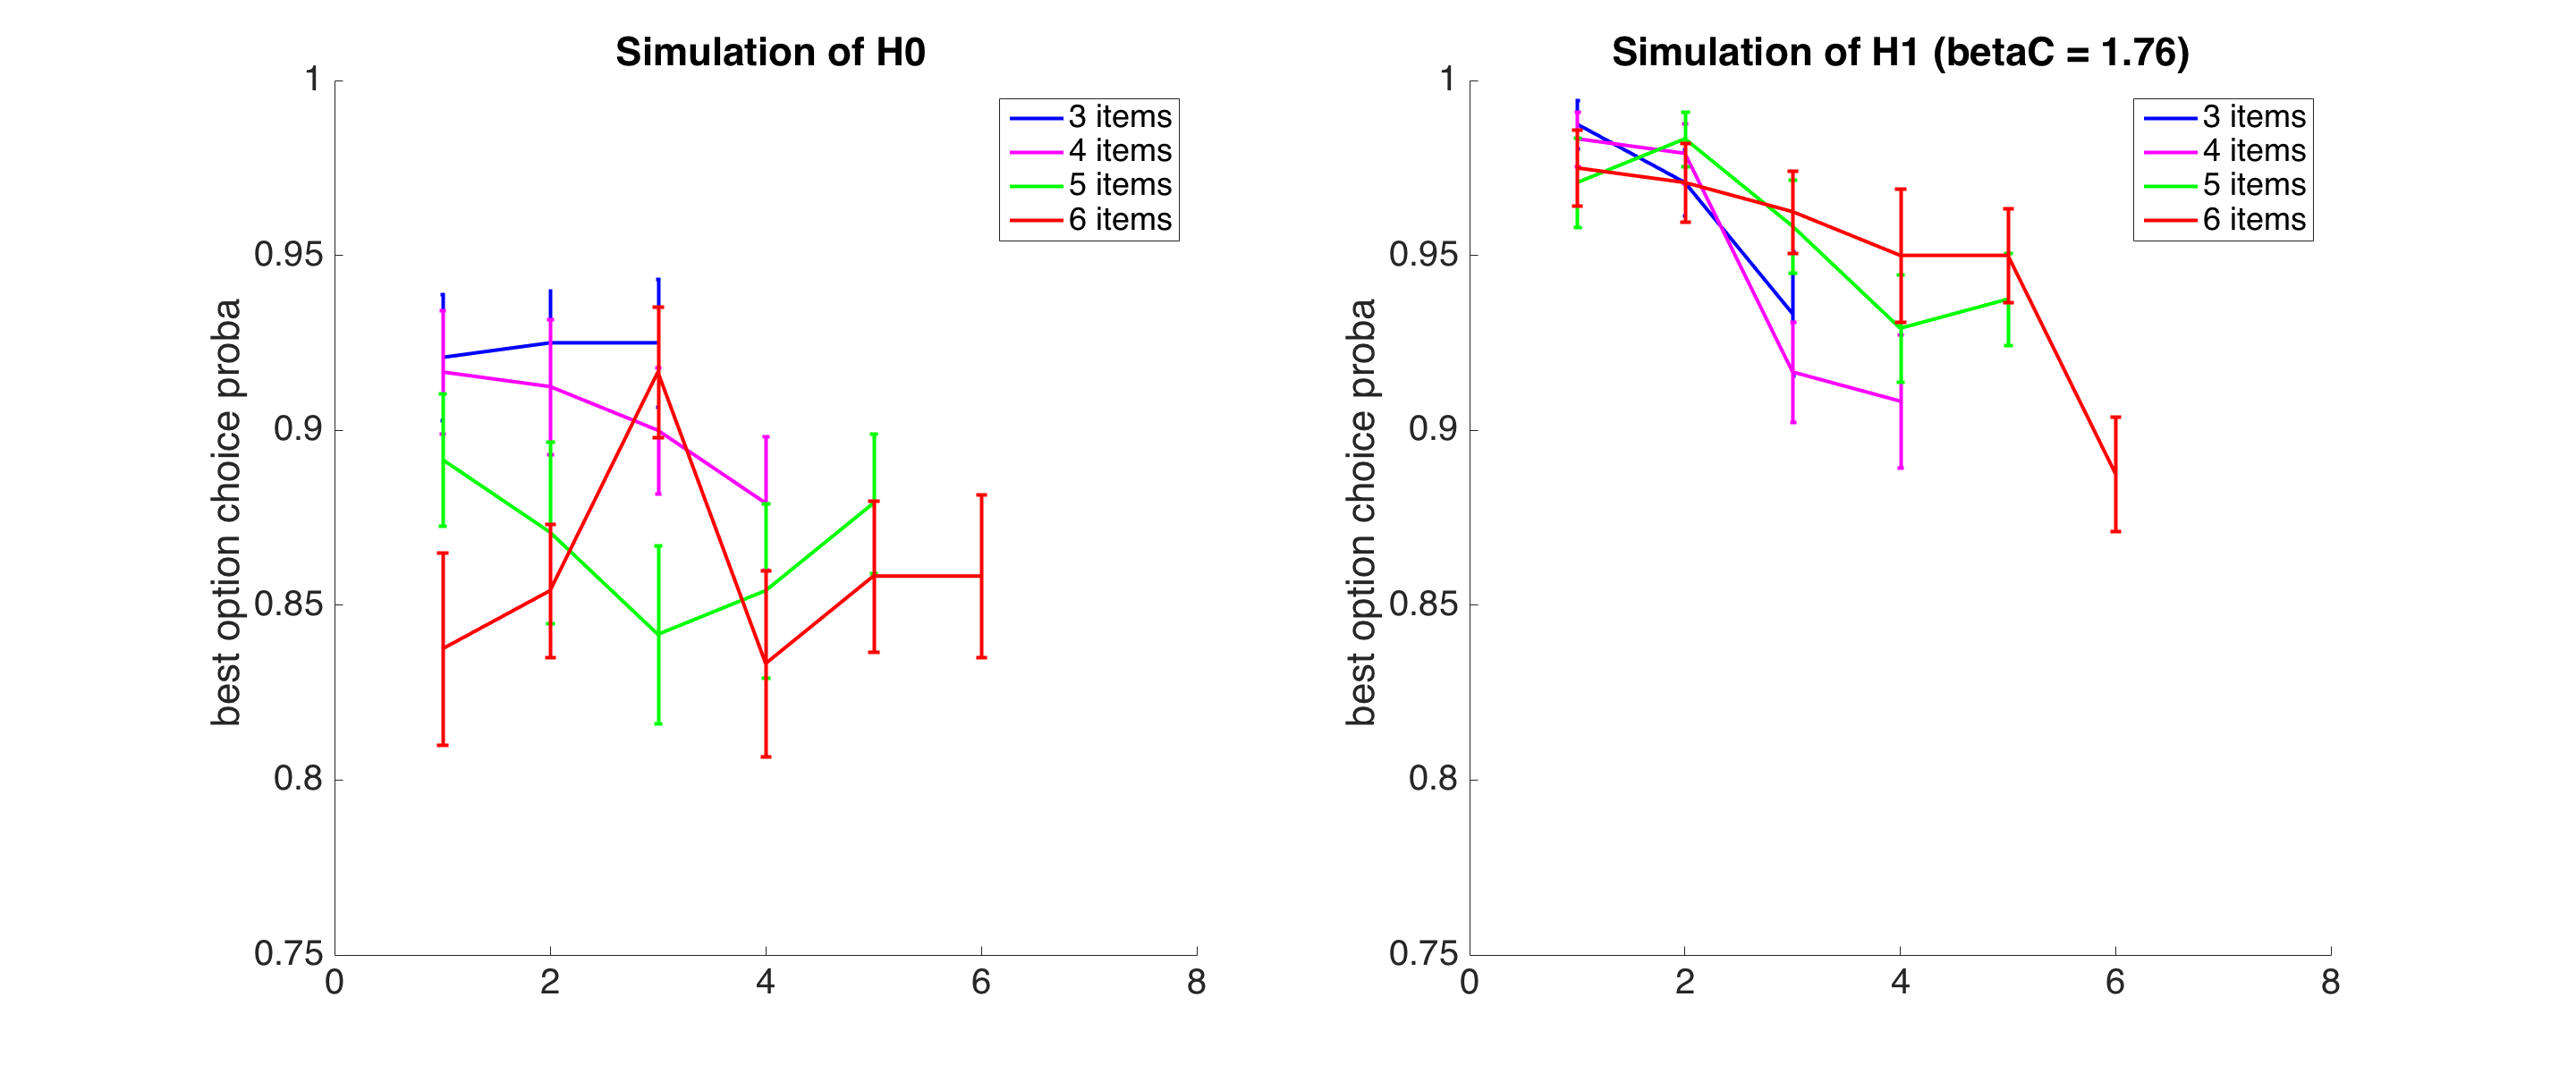 Simulation of H0
1
0.95
0.9
0.85
0.8
0.75
0
2
4
6
8
best option choice proba
3 items
4 items
5 items
6 items
Simulation of H1 (betaC = 1.76)
1
0.95
0.9
0.85
0.8
0.75
0
2
4
6
8
best option choice proba
3 items
4 items
5 items
6 items